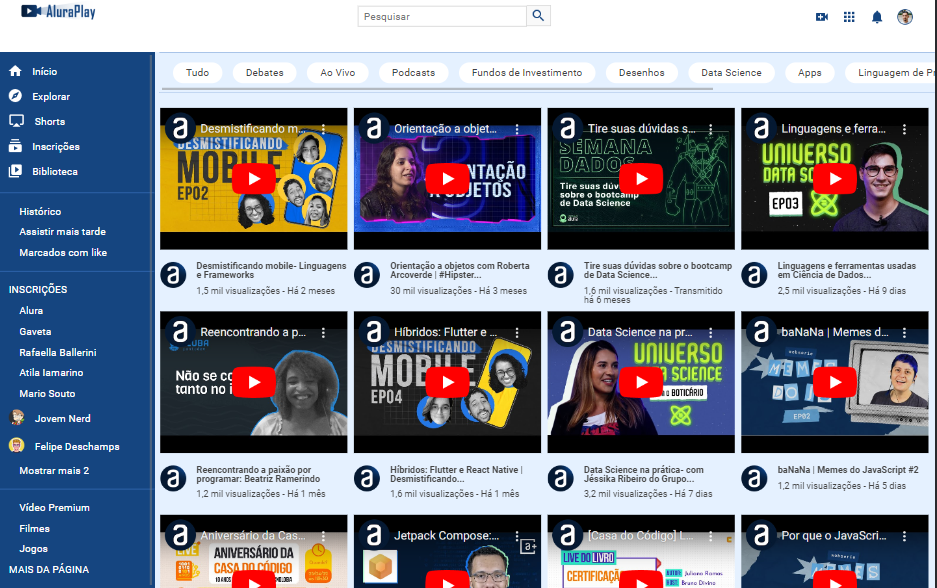 AluraPlay
Pesquisar
Início
Explorar
Shorts
Inscrições
Biblioteca
Histórico
Assistir mais tarde
Marcados com like
INSCRIÇÕES
Alura
Gaveta
Rafaella Ballerini
Atila Iamarino
Mario Souto
Jovem Nerd
Felipe Deschamps
Mostrar mais 2
Vídeo Premium
Filmes
Jogos
MAIS DA PÁGINA
Tudo
Debates
Ao Vivo
Podcasts
Fundos de Investimento
Desenhos
Data Science
Apps
Linguagem de Pr
a Desmistificando m...
DESMISTIFICANDO
MOBILE
EP02
a Orientação a objet...
NTAÇÃO
A OBJETOS
a Tire suas dúvidas s...
SEMANA
DADOS
Tire suas dúv
sobre o bootcamp
de Data Science
a Linguagens e ferra...
UNIVERSO
DATA SC
EP03
a
Desmistificando mobile- Linguagens
e Frameworks
1,5 mil visualizações - Há 2 meses
a
Orientação a objetos com Roberta
Arcoverde | #Hipster...
30 mil visualizações - Há 3 meses
a
Tire suas dúvidas sobre o bootcamp
de Data Science...
1,6 mil visualizações - Transmitido
há 6 meses
a
Linguagens e ferramentas usadas
em Ciência de Dados...
2,5 mil visualizações - Há 9 dias
a Reencontrando a p...
Não se co
tanto no i
a Híbridos: Flutter e ...
DESMISTIFICANDO
MOBILE
EP04
a Data Science na pr...
UNIVERSO
SCIENCE
BOTICÁRIO
a baNaNa | Memes d...
webserie
MEMES
DO JS
EP02
a
Reencontrando a paixão por
programar: Beatriz Ramerindo
1,2 mil visualizações - Há 1 mês
a
Híbridos: Flutter e React Native |
Desmistificando...
1,6 mil visualizações - Há 1 mês
a
Data Science na prática- com
Jéssika Ribeiro do Grupo...
3,2 mil visualizações - Há 7 dias
a
baNaNa | Memes do JavaScript #2
1,2 mil visualizações - Há 5 dias
a Aniversário da Cas...
LIVE
ANIVERSÁRIO DA
CASA DO CÓDIGO
a Jetpack Compose:...
a+
a [Casa do Código] L...
LIVE DO LIVRO
CERTIFICAÇÃ
Juliano Ramos
Bruno Divino
a Por que o JavaScri...
webserie
MEMES